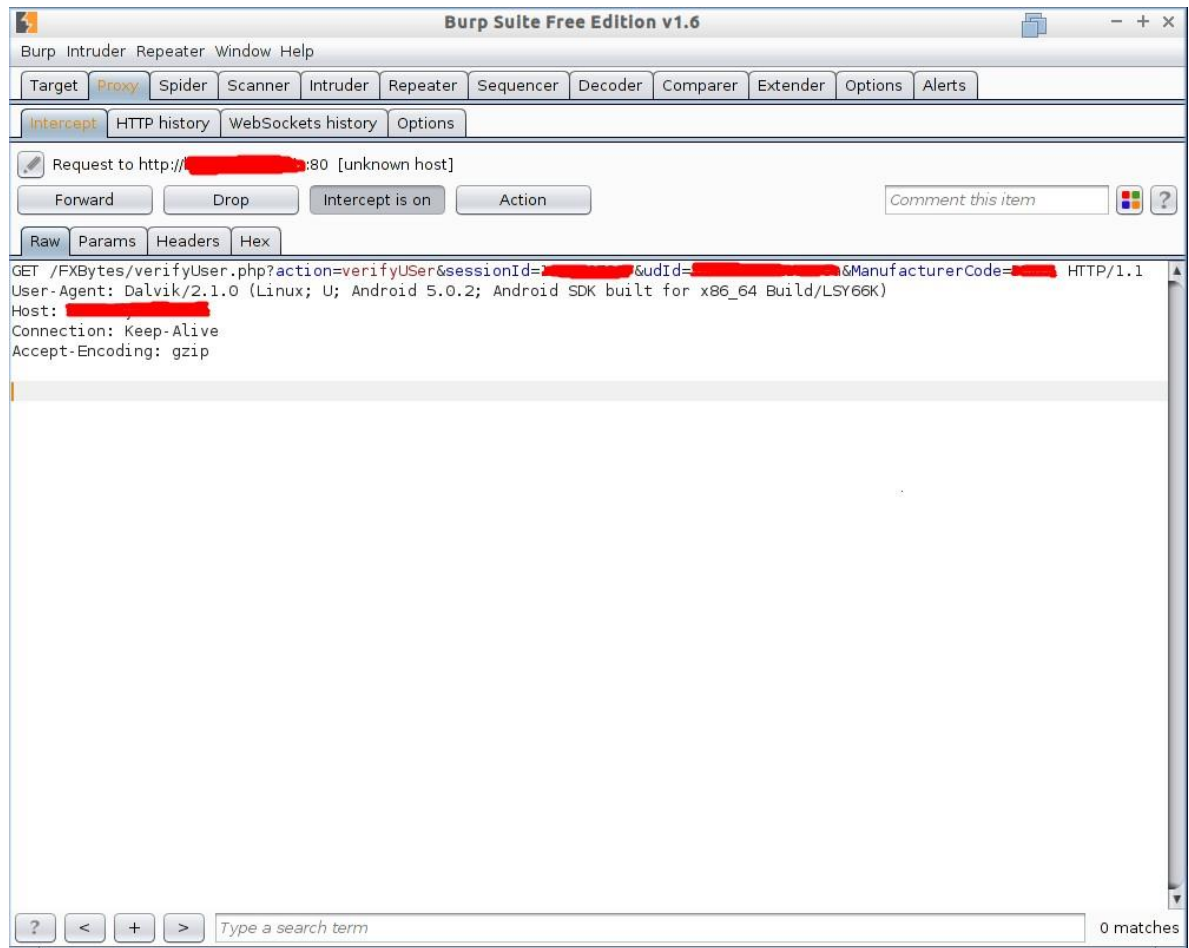 Burp Suite Free Edition v1.6
Burp Intruder Repeater Window Help
Target Proxy Spider Scanner Intruder Repeater Sequencer Decoder Comparer Extender Options Alerts
Intercept HTTP history WebSockets history Options
Request to http:// :80 [unknown host]
Forward Drop Intercept is on Action Comment this item ?
Raw Params Headers Hex
GET /FXBytes/verifyUser.php?action=verifyUSer&sessionId= &udId= &ManufacturerCode= HTTP/1.1
User-Agent: Dalvik/2.1.0 (Linux; U; Android 5.0.2; Android SDK built for x86_64 Build/LSY66K)
Host:
Connection: Keep-Alive
Accept-Encoding: gzip
? < + > Type a search term 0 matches